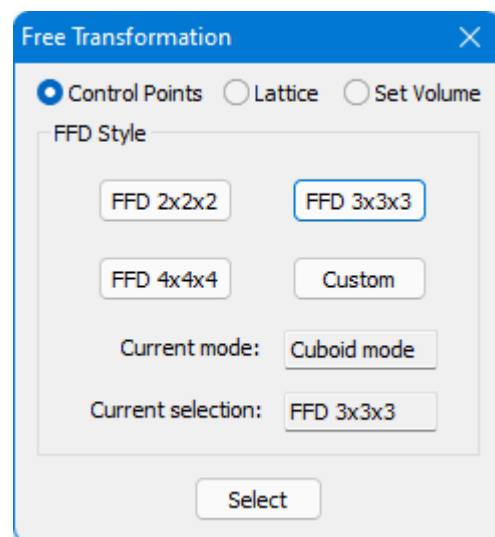 Free Transformation
Control Points Lattice Set Volume
FFD Style
FFD 2x2x2 FFD 3x3x3
FFD 4x4x4 Custom
Current mode: Cuboid mode
Current selection: FFD 3x3x3
Select